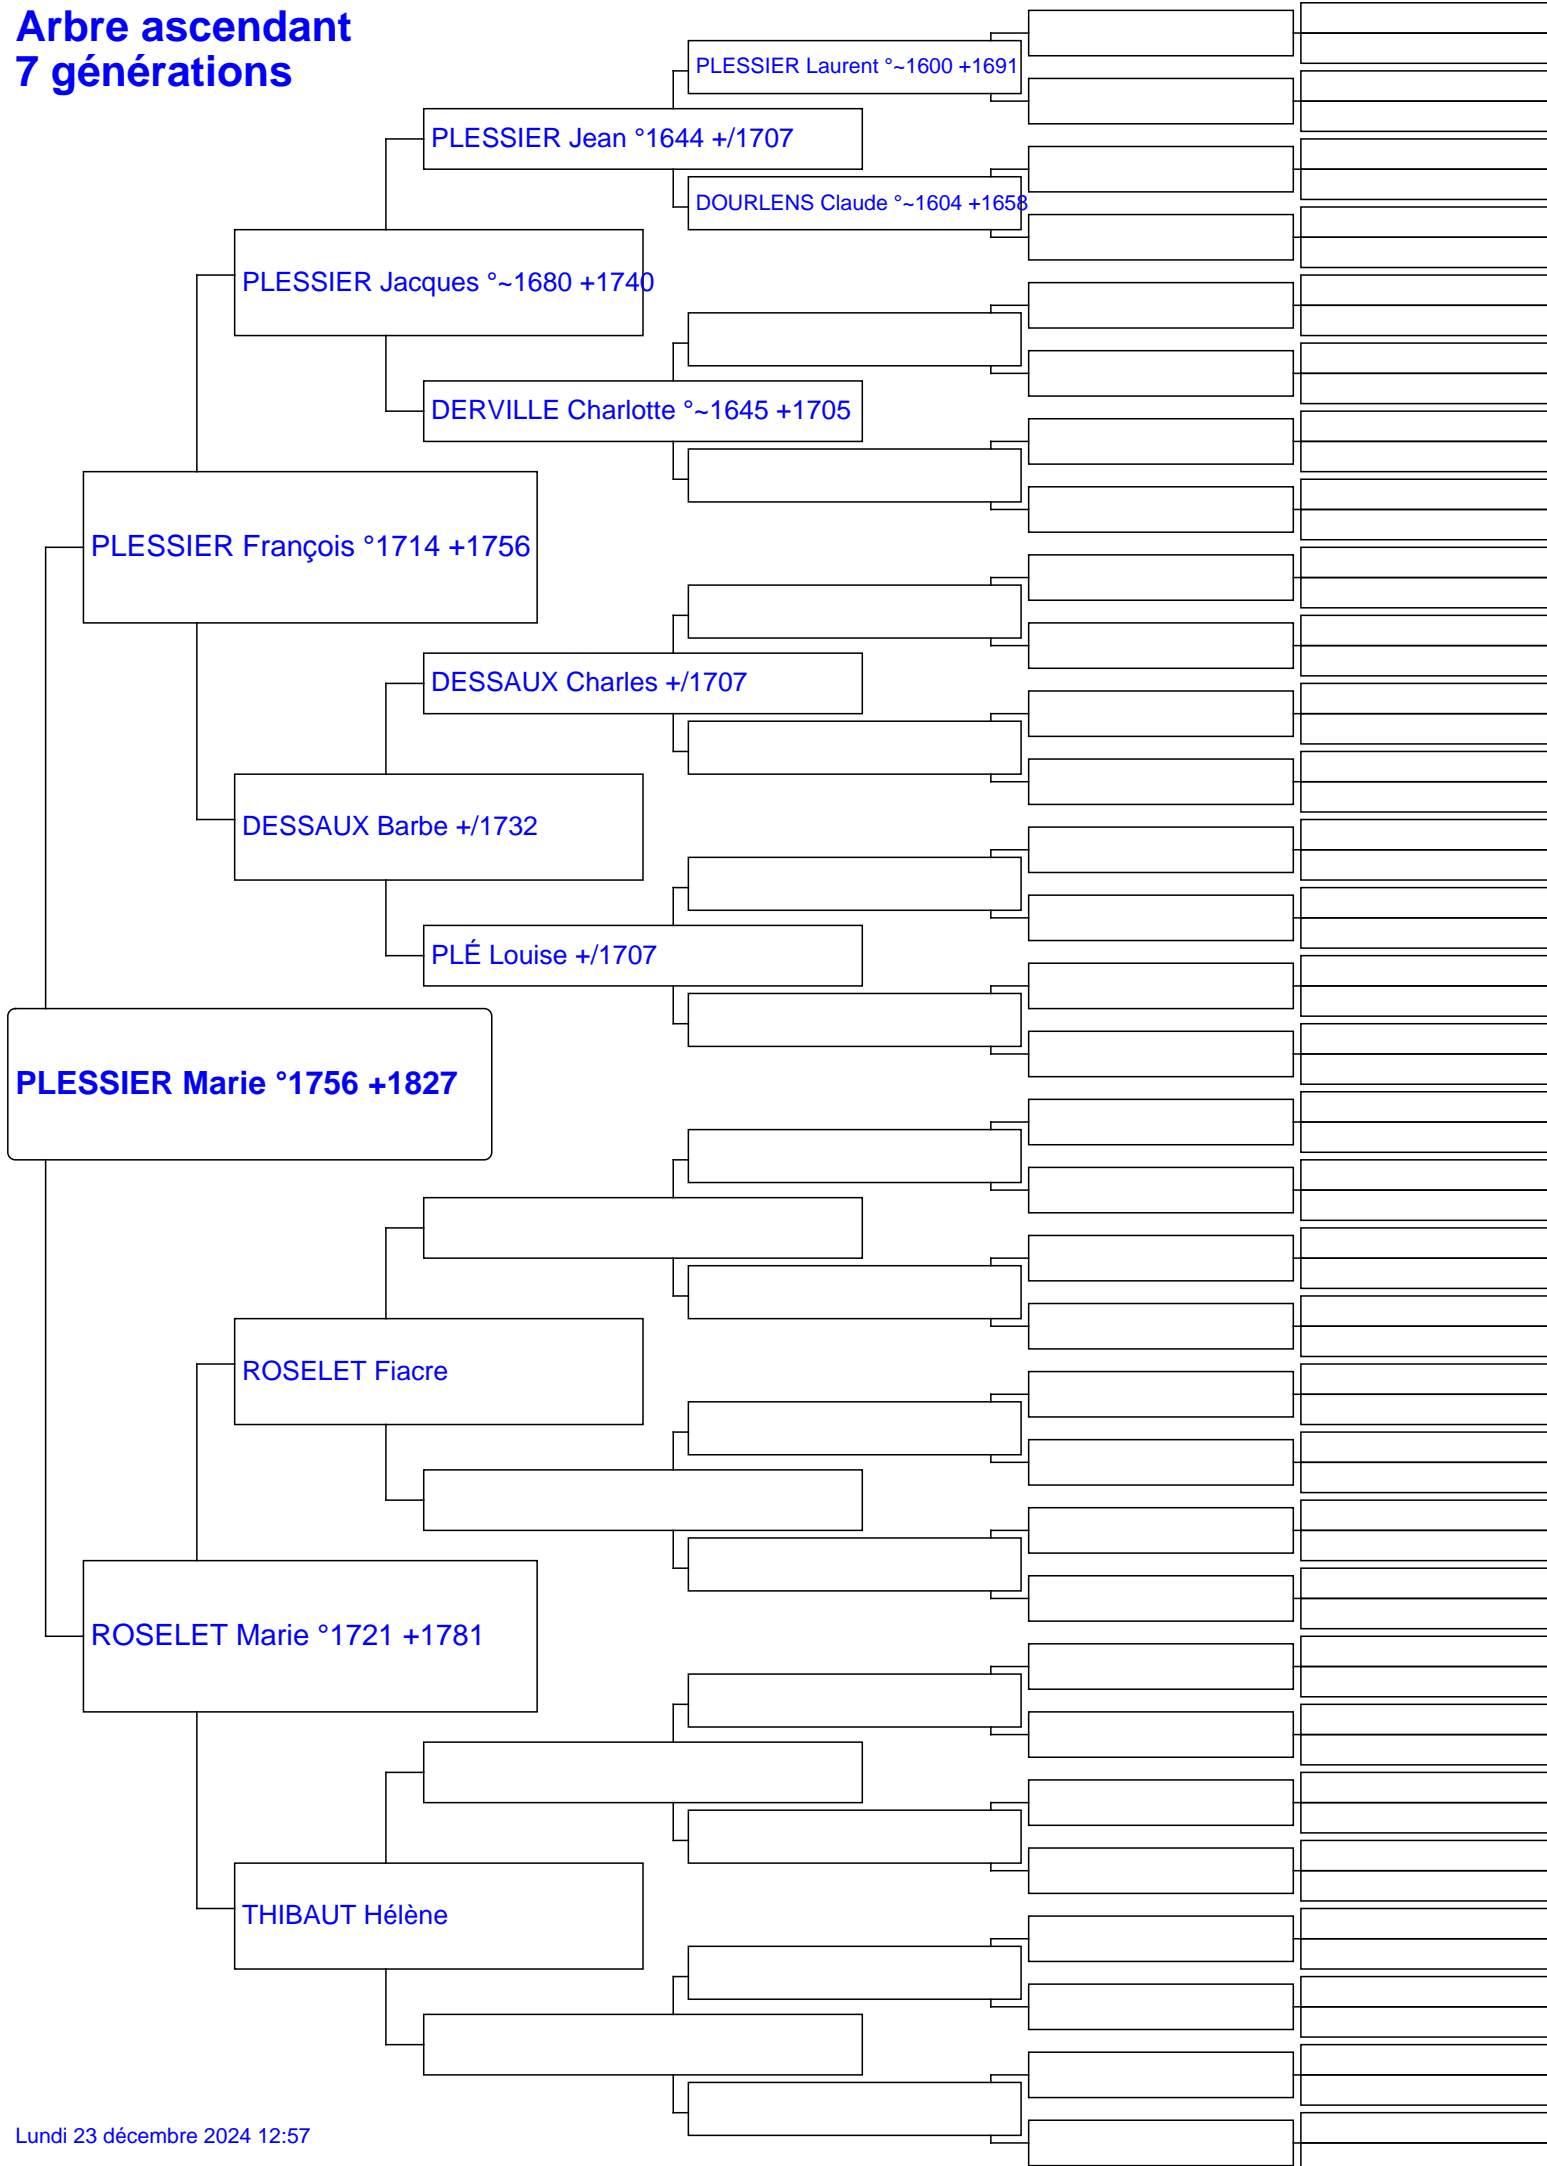 Arbre ascendant
7 générations
PLESSIER Laurent °~1600 +1691
PLESSIER Jean °1644 +/1707
DOURLENS Claude °~1604 +1658
PLESSIER Jacques °~1680 +1740
DERVILLE Charlotte °~1645 +1705
PLESSIER François °1714 +1756
DESSAUX Charles +/1707
DESSAUX Barbe +/1732
PLÉ Louise +/1707
PLESSIER Marie °1756 +1827
ROSELET Fiacre
ROSELET Marie °1721 +1781
THIBAUT Hélène
Lundi 23 décembre 2024 12:57